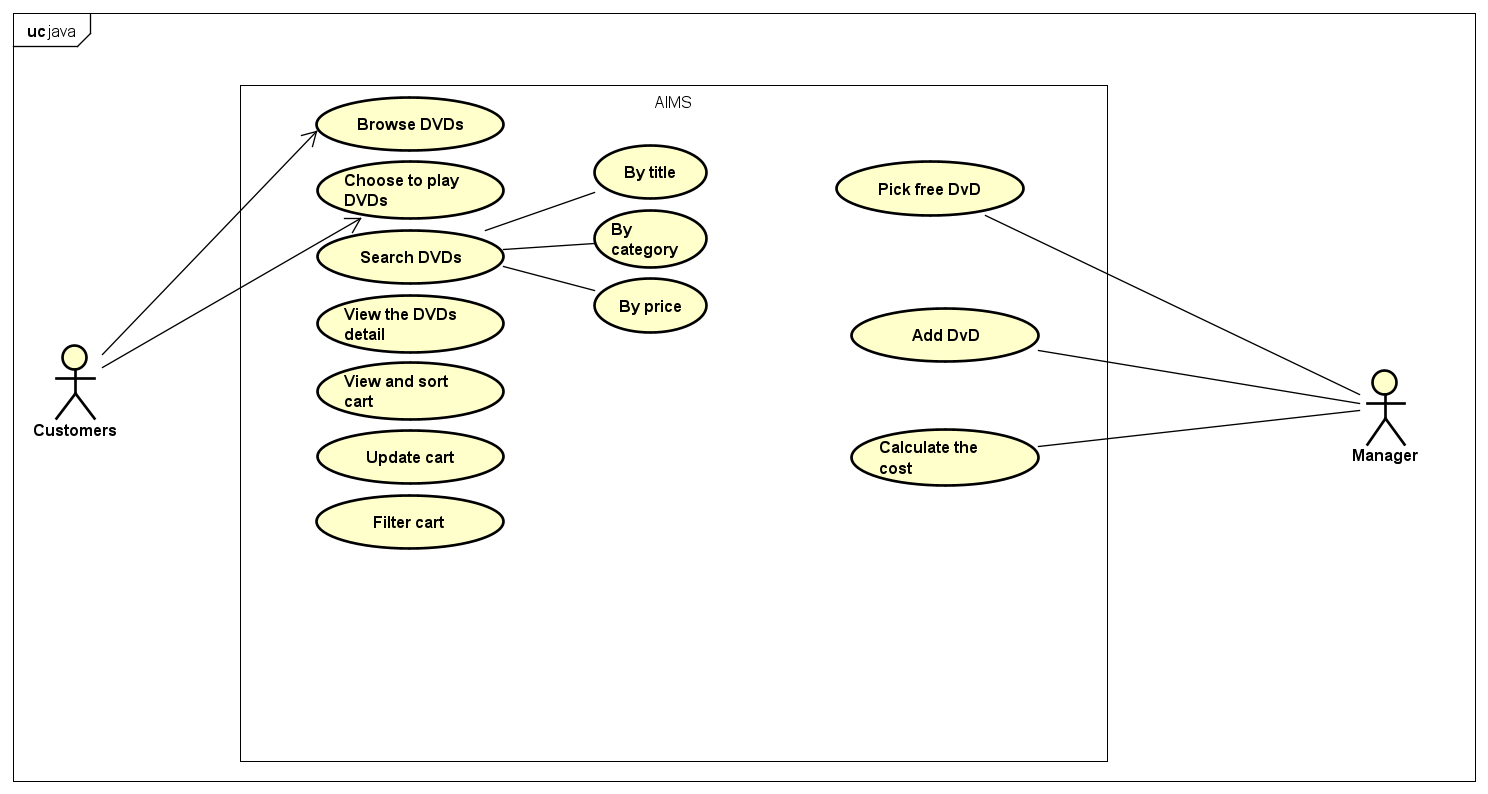 uc java
AIMS
Browse DVDs
Choose to play
DVDs
Search DVDs
By title
By
category
By price
View the DVDs
detail
View and sort
cart
Update cart
Filter cart
Pick free DvD
Add DvD
Calculate the
cost
Customers
Manager